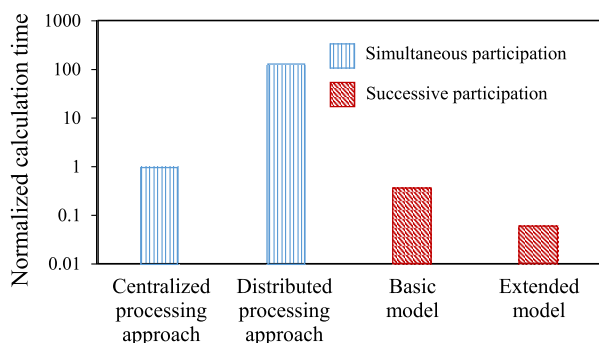 Normalized calculation time
1000
100
10
1
0.1
0.01
Simultaneous participation
Successive participation
Centralized
processing
approach
Distributed
processing
approach
Basic
model
Extended
model